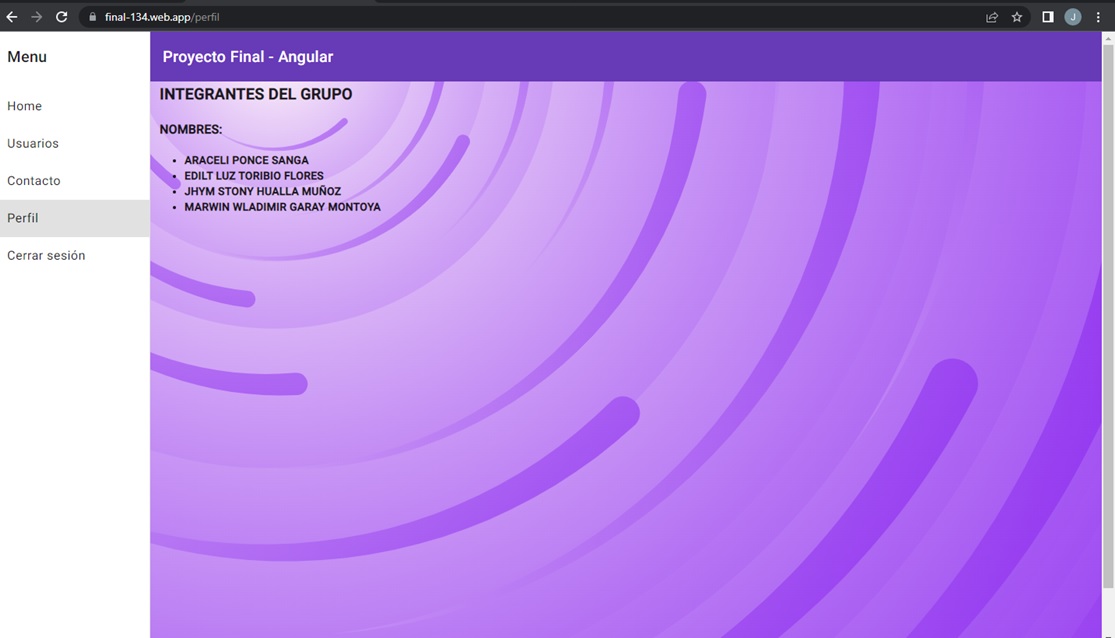 final-134.web.app/perfil
J
Menu
Proyecto Final - Angular
Home
Usuarios
Contacto
Perfil
Cerrar sesión
INTEGRANTES DEL GRUPO
NOMBRES:
• ARACELI PONCE SANGA
• EDILT LUZ TORIBIO FLORES
• JHYM STONY HUALLA MUÑOZ
• MARWIN WLADIMIR GARAY MONTOYA